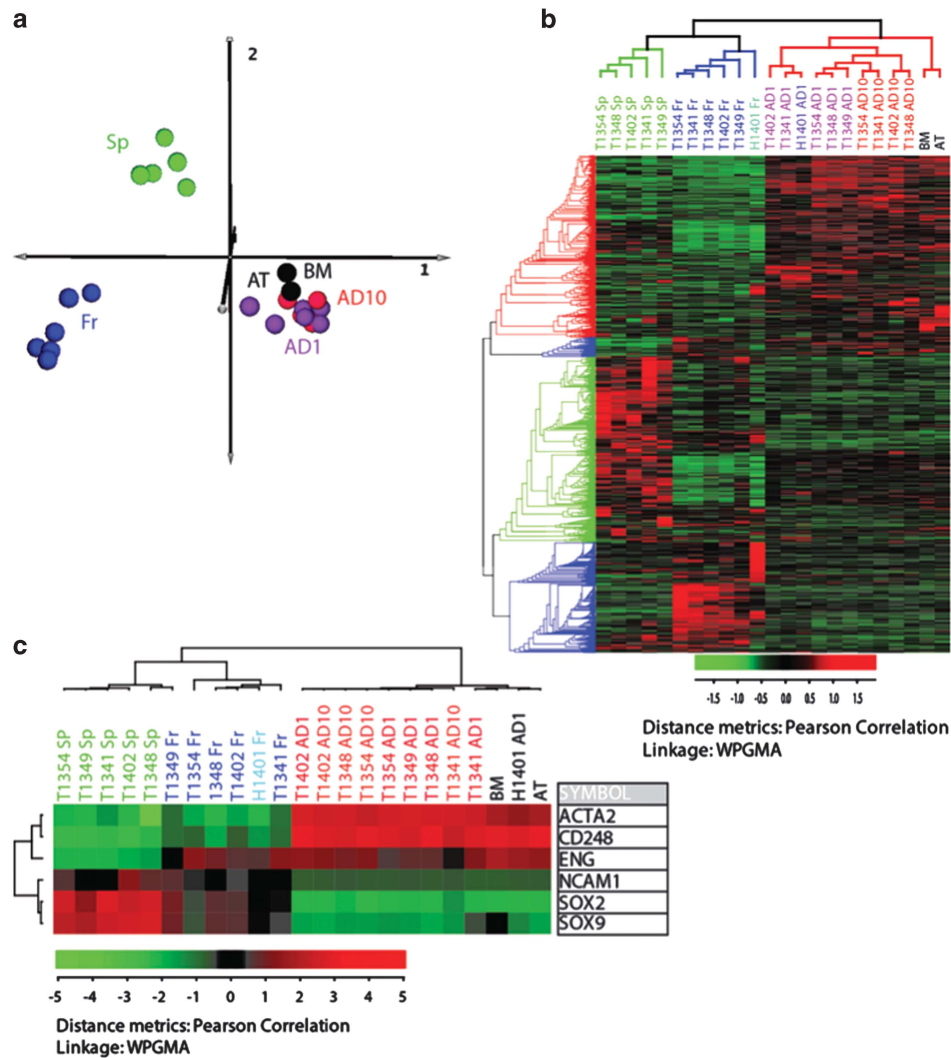 a
2
Sp
1
BM
AT
AD10
Fr
AD1
b
T1354 Sp
T1348 Sp
T1402 SP
T1341 Sp
T1349 SP
T1354 Fr
T1341 Fr
T1348 Fr
T1402 Fr
T1349 Fr
H1401 Fr
T1402 AD1
T1341 AD1
H1401 AD1
T1354 AD1
T1348 AD1
T1349 AD1
T1354 AD10
T1341 AD10
T1402 AD10
T1348 AD10
BM
AT
-1.5 -1.0 -0.5 0.0 0.5 1.0 1.5
Distance metrics: Pearson Correlation
Linkage: WPGMA
c
T1354 SP
T1349 Sp
T1341 Sp
T1402 Sp
T1348 Sp
T1349 Fr
T1354 Fr
1348 Fr
T1402 Fr
H1401 Fr
T1341 Fr
T1402 AD1
T1402 AD10
T1348 AD10
T1354 AD10
T1354 AD1
T1349 AD1
T1348 AD1
T1341 AD10
T1341 AD1
BM
H1401 AD1
AT
SYMBOL
ACTA2
CD248
ENG
NCAM1
SOX2
SOX9
-5 -4 -3 -2 -1 0 1 2 3 4 5
Distance metrics: Pearson Correlation
Linkage: WPGMA